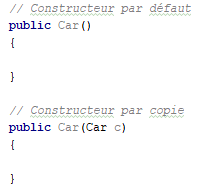 // Constructeur par défaut
public Car()
{
}
// Constructeur par copie
public Car(Car c)
{
}